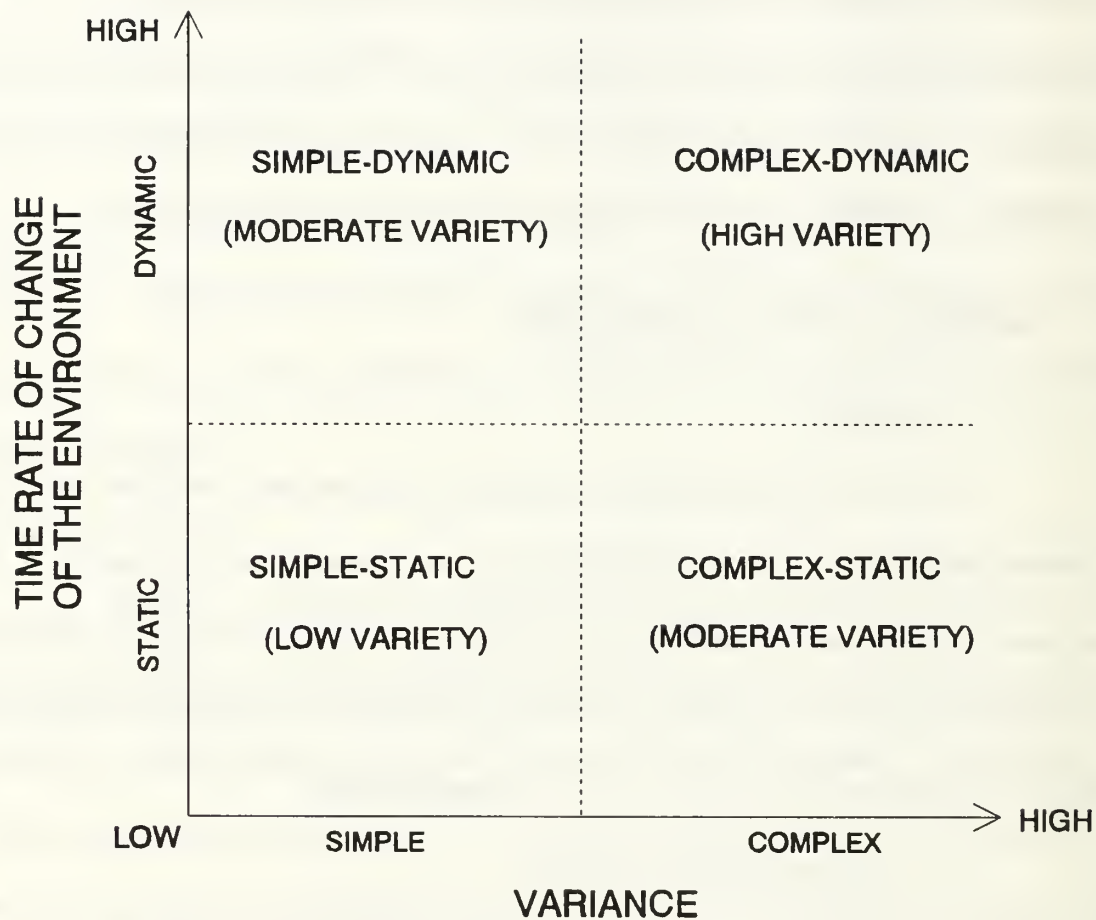 HIGH
TIME RATE OF CHANGE
OF THE ENVIRONMENT
DYNAMIC
STATIC
SIMPLE-DYNAMIC
(MODERATE VARIETY)
COMPLEX-DYNAMIC
(HIGH VARIETY)
SIMPLE-STATIC
(LOW VARIETY)
COMPLEX-STATIC
(MODERATE VARIETY)
LOW
SIMPLE
COMPLEX
HIGH
VARIANCE